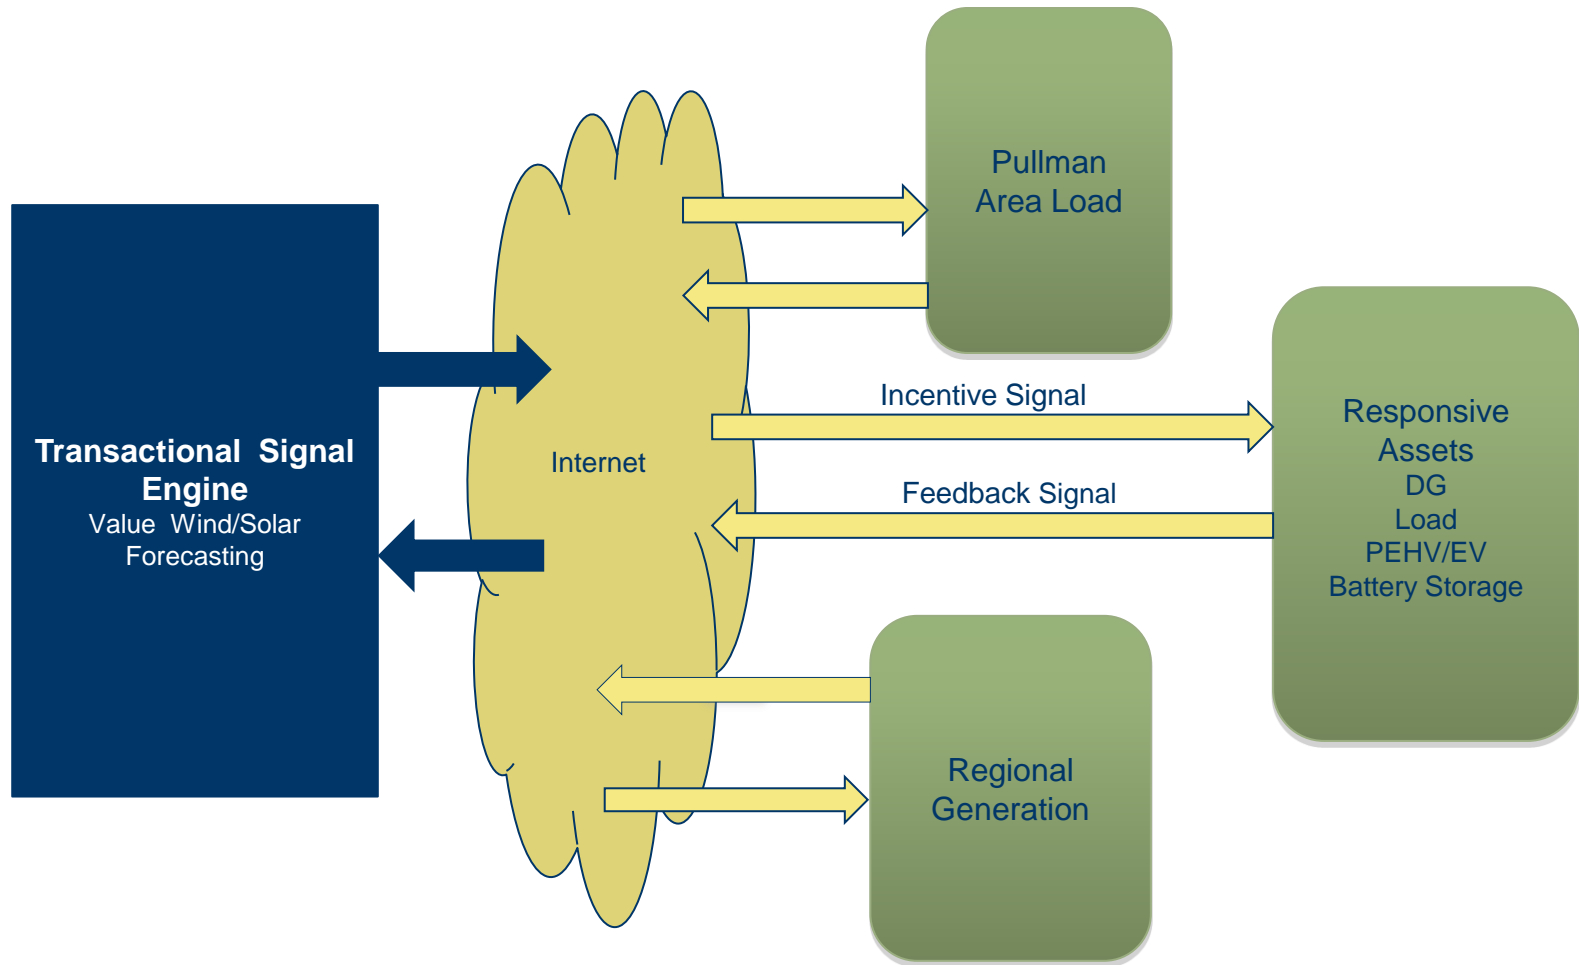 Pullman
Area Load
Transactional Signal
Engine
Value Wind/Solar
Forecasting
Internet
Incentive Signal
Feedback Signal
Responsive
Assets
DG
Load
PEHV/EV
Battery Storage
Regional
Generation